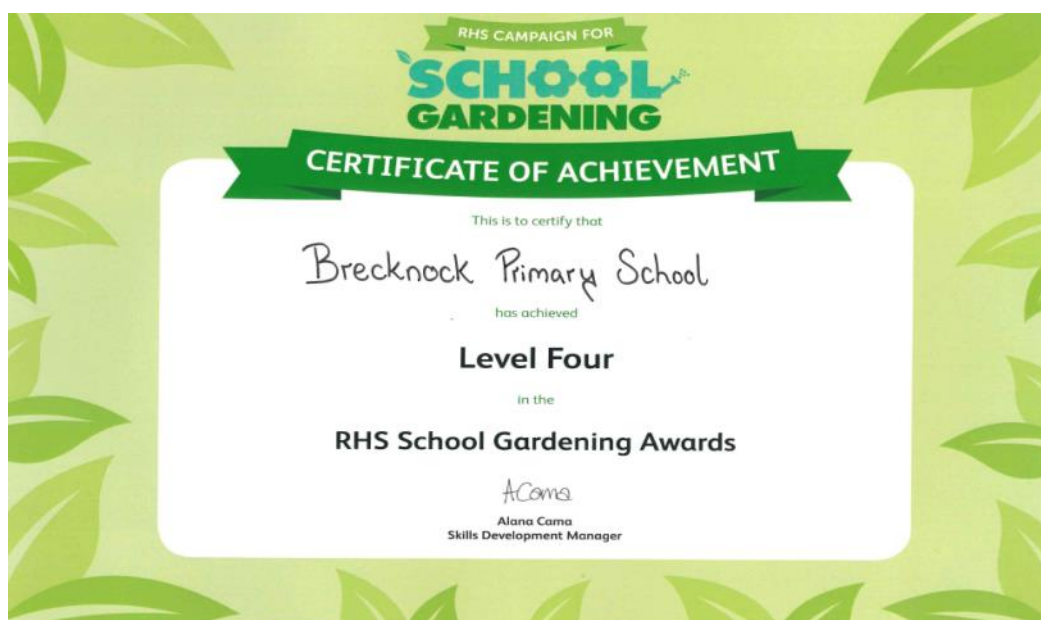 RHS CAMPAIGN FOR
SCHOOL
GARDENING
CERTIFICATE OF ACHIEVEMENT
This is to certify that
Brecknock Primary School
has achieved
Level Four
in the
RHS School Gardening Awards
ACama
Alana Cama
Skills Development Manager